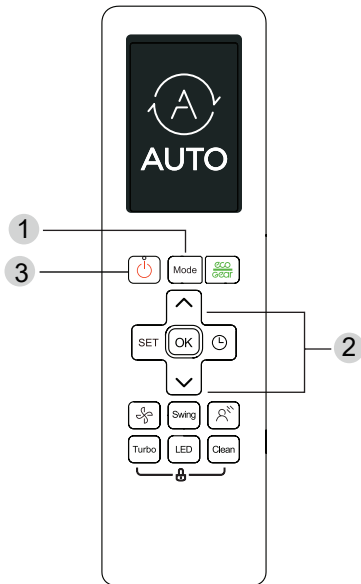 A
AUTO
1
3
Mode
eco
Gear
SET
OK
2
Swing
Turbo
LED
Clean